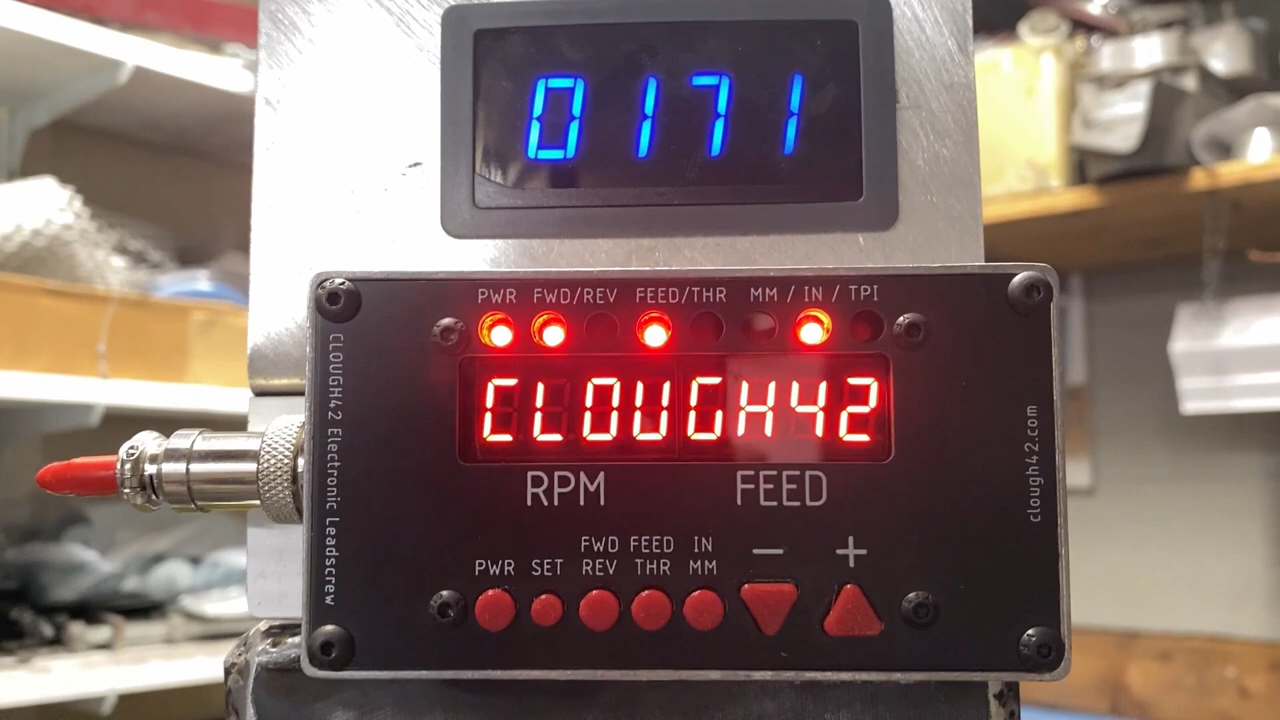 0171
PWR FWD/REV FEED/THR MM / IN / TPI
CLOUGH42
RPM FEED
FWD FEED IN − +
PWR SET REV THR MM
CLOUGH42 Electronic Leadscrew
clough42.com